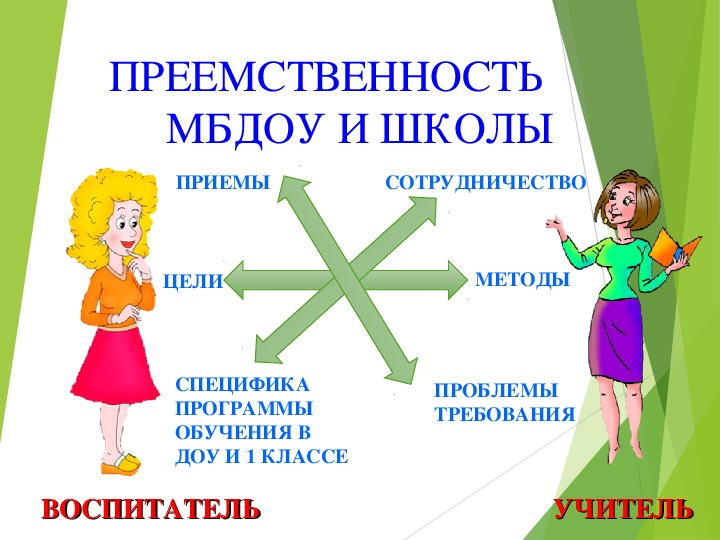 ПРЕЕМСТВЕННОСТЬ
МБДОУ И ШКОЛЫ
ПРИЕМЫ
СОТРУДНИЧЕСТВО
ЦЕЛИ
МЕТОДЫ
СПЕЦИФИКА
ПРОГРАММЫ
ОБУЧЕНИЯ В
ДОУ И 1 КЛАССЕ
ПРОБЛЕМЫ
ТРЕБОВАНИЯ
ВОСПИТАТЕЛЬ
УЧИТЕЛЬ